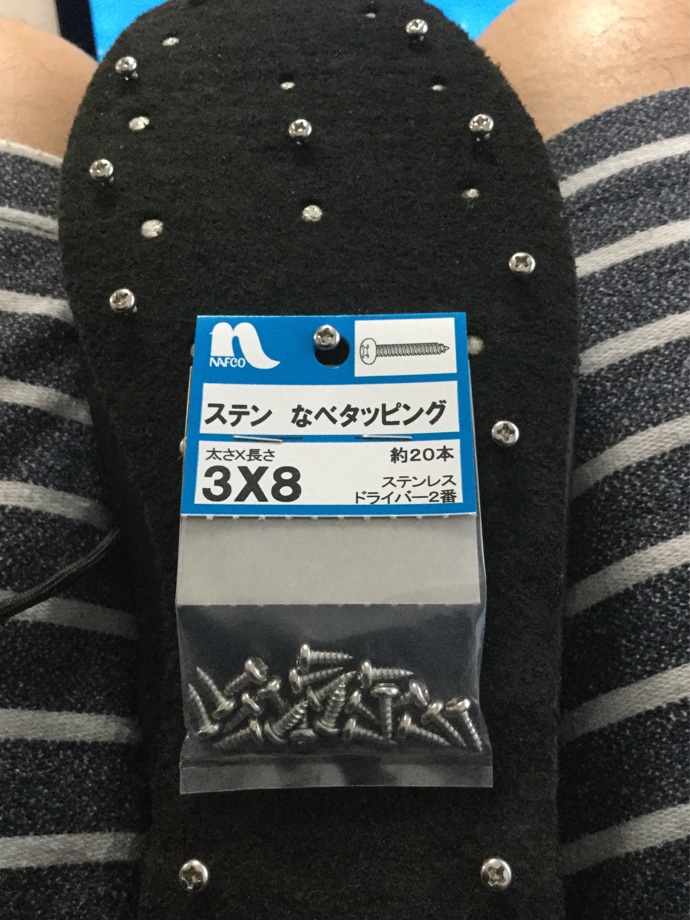 NAFCO
ステン なべタッピング
太さX長さ
3X8
約20本
ステンレス
ドライバー2番